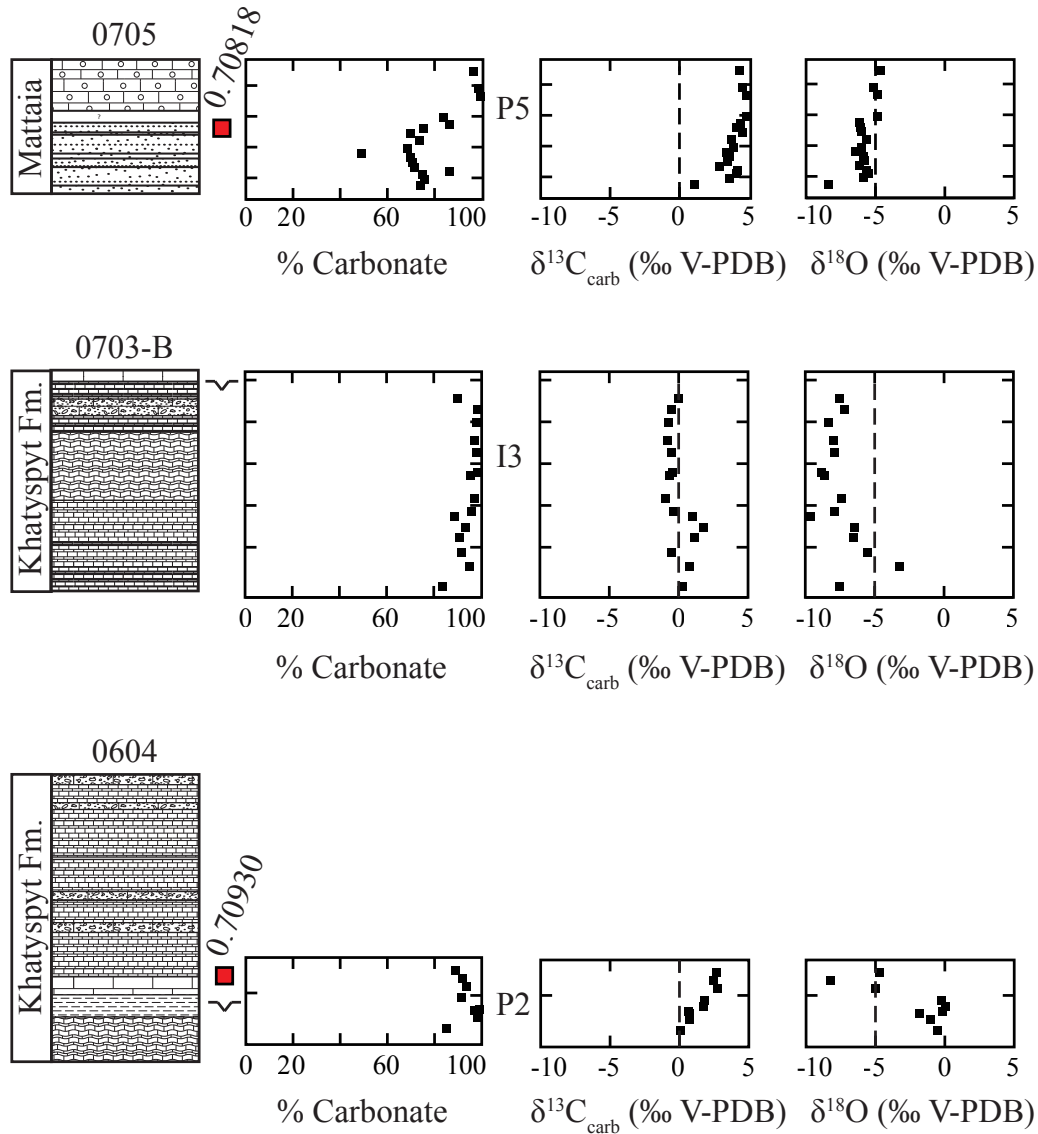 0705
Mattaia
?
0.70818
P5
0 20 60 100
-10 -5 0 5
-10 -5 0 5
% Carbonate
δ¹³Ccarb (‰ V-PDB)
δ¹⁸O (‰ V-PDB)
0703-B
Khatyspyt Fm.
I3
0 20 60 100
-10 -5 0 5
-10 -5 0 5
% Carbonate
δ¹³Ccarb (‰ V-PDB)
δ¹⁸O (‰ V-PDB)
0604
Khatyspyt Fm.
0.70930
P2
0 20 60 100
-10 -5 0 5
-10 -5 0 5
% Carbonate
δ¹³Ccarb (‰ V-PDB)
δ¹⁸O (‰ V-PDB)